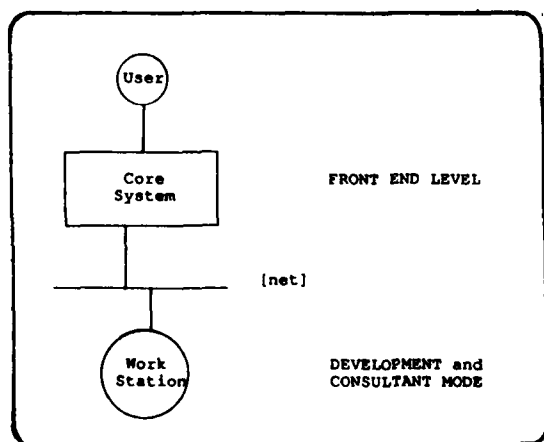 User
Core
System
FRONT END LEVEL
[net]
Work
Station
DEVELOPMENT and
CONSULTANT MODE